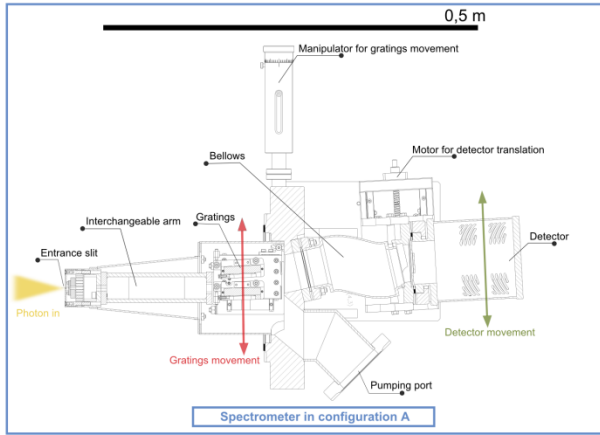 0,5 m
Manipulator for gratings movement
Bellows
Motor for detector translation
Interchangeable arm
Gratings
Detector
Entrance slit
Photon in
Detector movement
Gratings movement
Pumping port
Spectrometer in configuration A